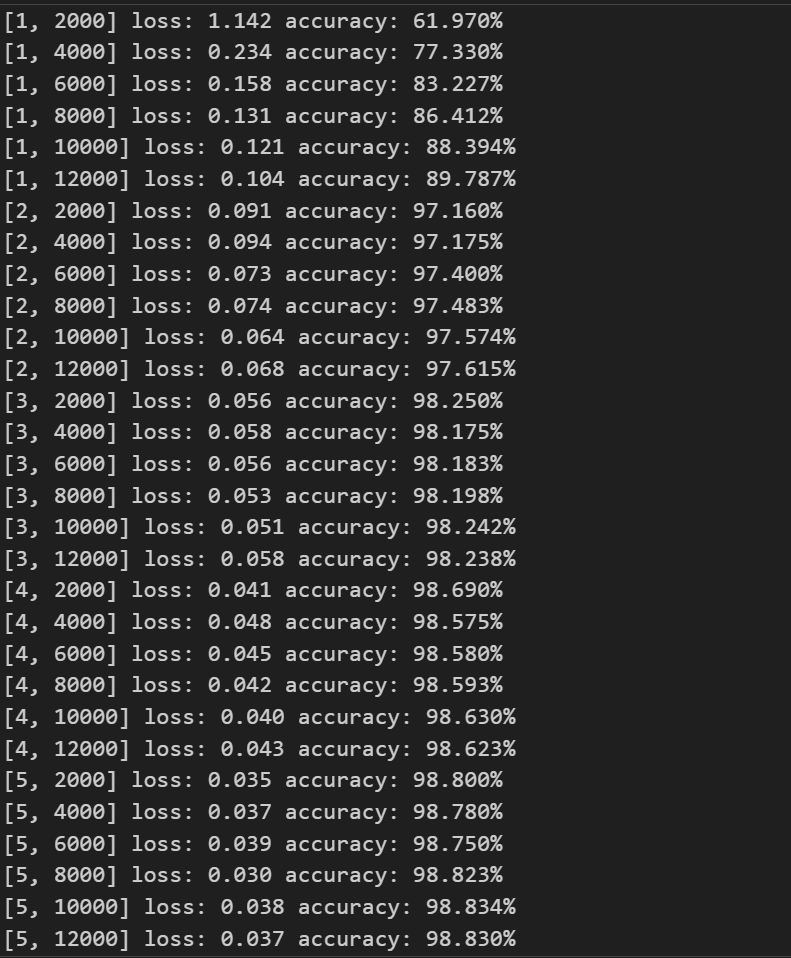 [1, 2000] loss: 1.142 accuracy: 61.970%
[1, 4000] loss: 0.234 accuracy: 77.330%
[1, 6000] loss: 0.158 accuracy: 83.227%
[1, 8000] loss: 0.131 accuracy: 86.412%
[1, 10000] loss: 0.121 accuracy: 88.394%
[1, 12000] loss: 0.104 accuracy: 89.787%
[2, 2000] loss: 0.091 accuracy: 97.160%
[2, 4000] loss: 0.094 accuracy: 97.175%
[2, 6000] loss: 0.073 accuracy: 97.400%
[2, 8000] loss: 0.074 accuracy: 97.483%
[2, 10000] loss: 0.064 accuracy: 97.574%
[2, 12000] loss: 0.068 accuracy: 97.615%
[3, 2000] loss: 0.056 accuracy: 98.250%
[3, 4000] loss: 0.058 accuracy: 98.175%
[3, 6000] loss: 0.056 accuracy: 98.183%
[3, 8000] loss: 0.053 accuracy: 98.198%
[3, 10000] loss: 0.051 accuracy: 98.242%
[3, 12000] loss: 0.058 accuracy: 98.238%
[4, 2000] loss: 0.041 accuracy: 98.690%
[4, 4000] loss: 0.048 accuracy: 98.575%
[4, 6000] loss: 0.045 accuracy: 98.580%
[4, 8000] loss: 0.042 accuracy: 98.593%
[4, 10000] loss: 0.040 accuracy: 98.630%
[4, 12000] loss: 0.043 accuracy: 98.623%
[5, 2000] loss: 0.035 accuracy: 98.800%
[5, 4000] loss: 0.037 accuracy: 98.780%
[5, 6000] loss: 0.039 accuracy: 98.750%
[5, 8000] loss: 0.030 accuracy: 98.823%
[5, 10000] loss: 0.038 accuracy: 98.834%
[5, 12000] loss: 0.037 accuracy: 98.830%